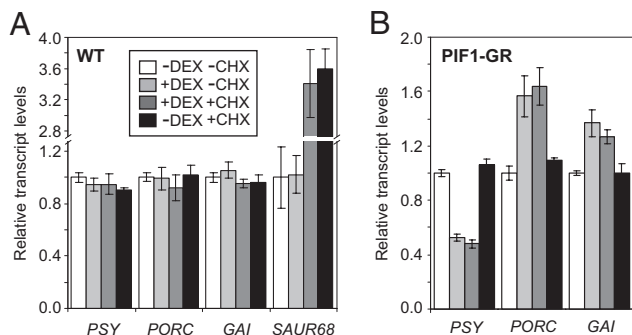 A
WT
4.0
3.6
3.2
2.8
1.2
0.8
0.4
0.0
Relative transcript levels
-DEX -CHX
+DEX -CHX
+DEX +CHX
-DEX +CHX
PSY PORC GAI SAUR68
B
PIF1-GR
2.0
1.6
1.2
0.8
0.4
0.0
Relative transcript levels
PSY PORC GAI